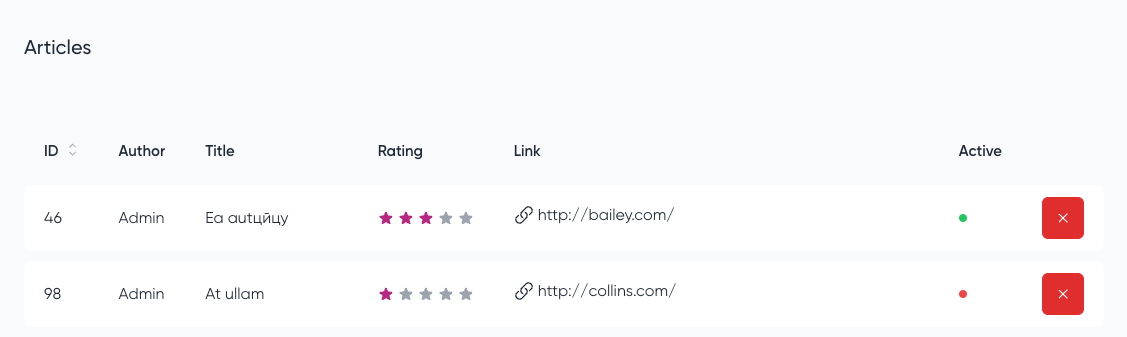 Articles
ID Author Title Rating Link Active
46 Admin Ea autцйцу http://bailey.com/
98 Admin At ullam http://collins.com/